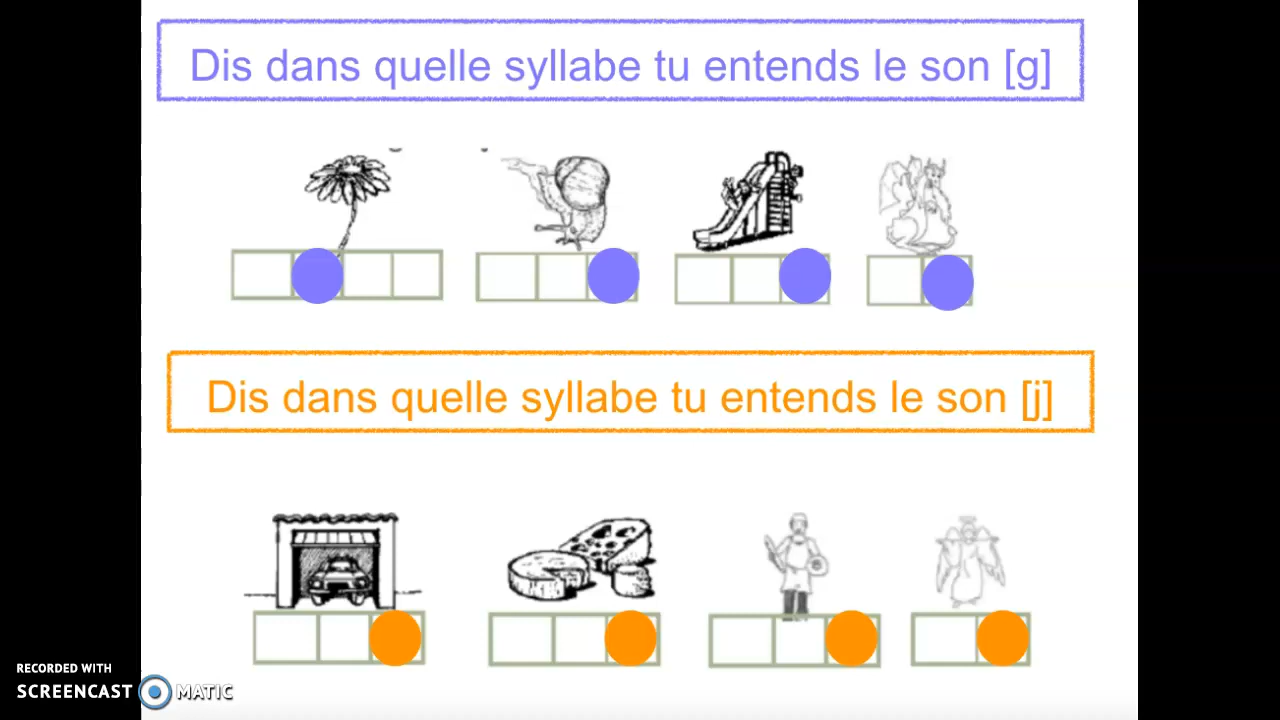 Dis dans quelle syllabe tu entends le son [g]
Dis dans quelle syllabe tu entends le son [j]
RECORDED WITH
SCREENCAST MATIC